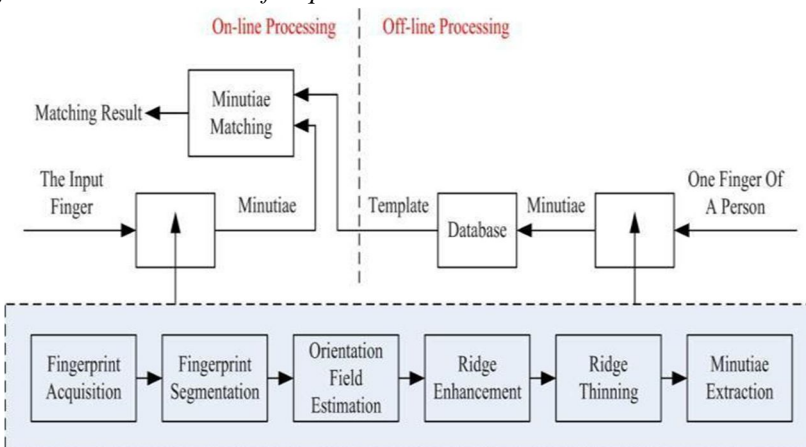 On-line Processing
Off-line Processing
Minutiae
Matching
Matching Result
The Input
Finger
Minutiae
Template
Database
Minutiae
One Finger Of
A Person
Fingerprint
Acquisition
Fingerprint
Segmentation
Orientation
Field
Estimation
Ridge
Enhancement
Ridge
Thinning
Minutiae
Extraction